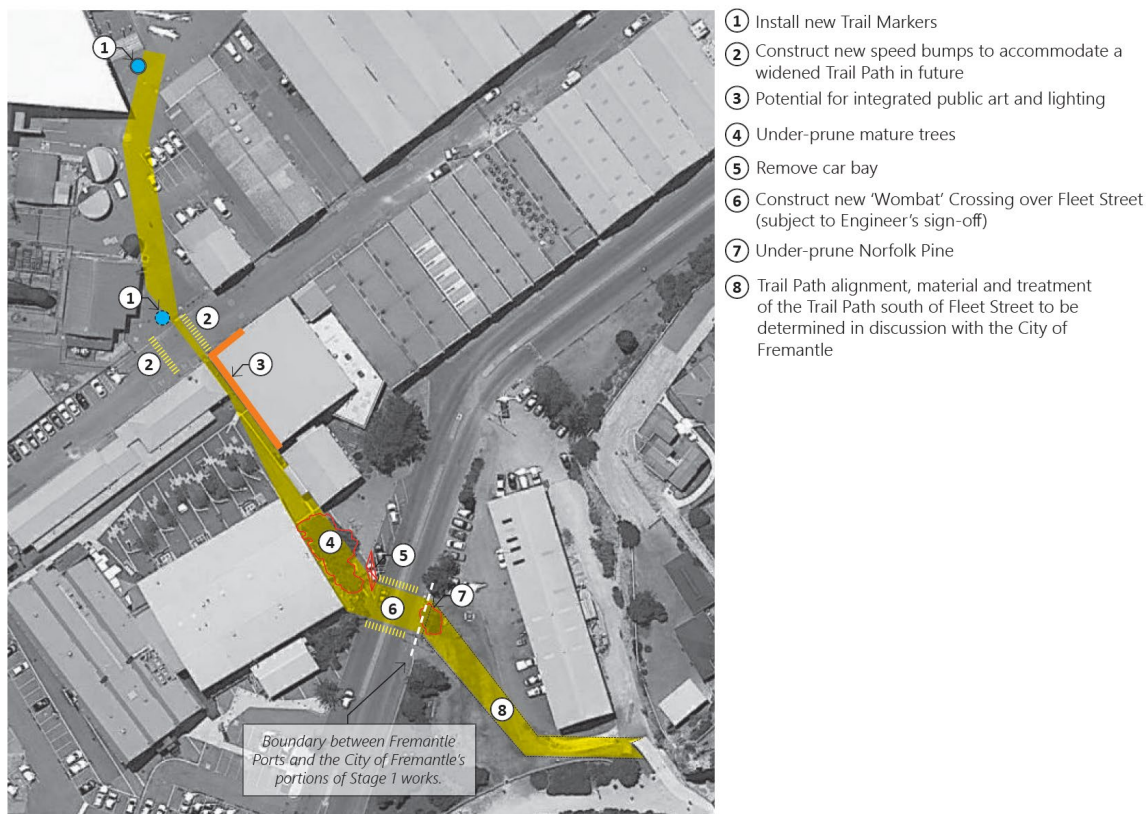 1 Install new Trail Markers
2 Construct new speed bumps to accommodate a
widened Trail Path in future
3 Potential for integrated public art and lighting
4 Under-prune mature trees
5 Remove car bay
6 Construct new ‘Wombat’ Crossing over Fleet Street
(subject to Engineer’s sign-off)
7 Under-prune Norfolk Pine
8 Trail Path alignment, material and treatment
of the Trail Path south of Fleet Street to be
determined in discussion with the City of
Fremantle
1
1
2
2
3
4
5
6
7
8
Boundary between Fremantle
Ports and the City of Fremantle’s
portions of Stage 1 works.